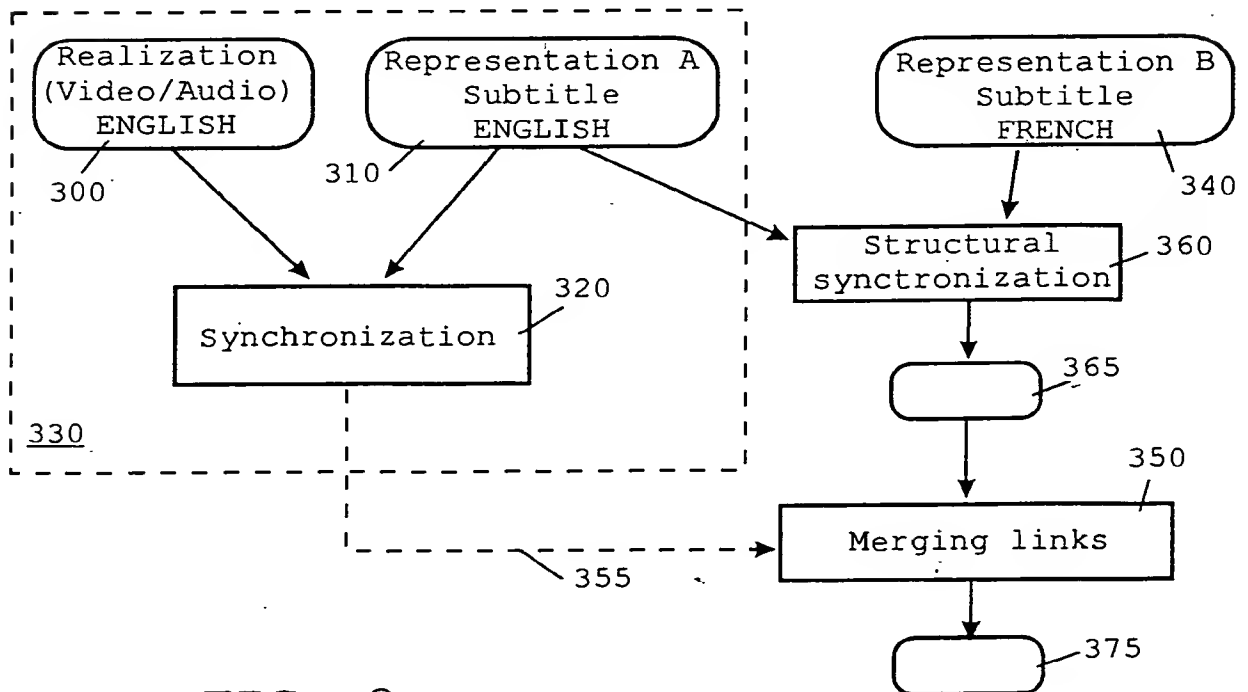 Realization
(Video/Audio)
ENGLISH
300
Representation A
Subtitle
ENGLISH
310
Representation B
Subtitle
FRENCH
340
Structural
synctronization
360
Synchronization
320
365
330
350
Merging links
355
375